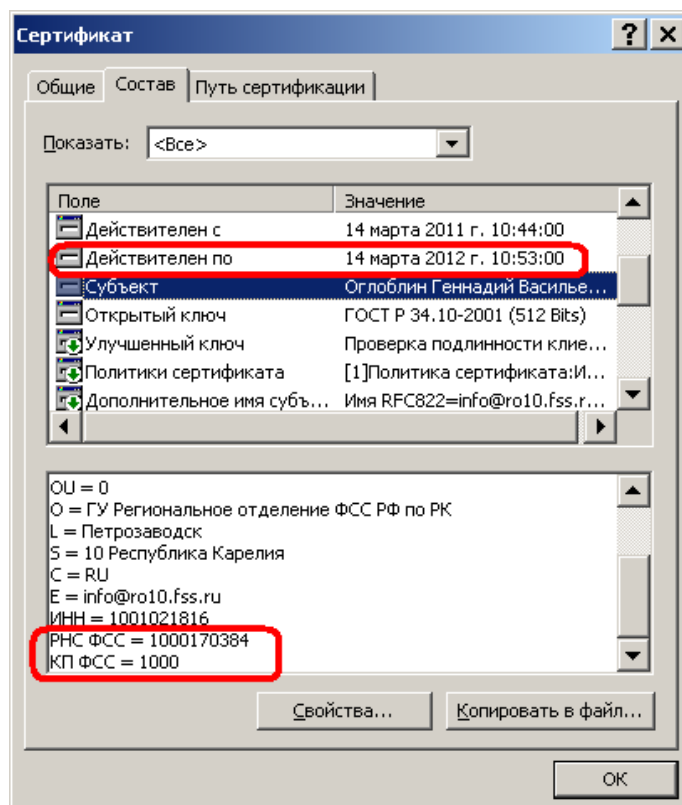 Сертификат
Общие Состав Путь сертификации
Показать: <Все>
Поле Значение
Действителен с 14 марта 2011 г. 10:44:00
Действителен по 14 марта 2012 г. 10:53:00
Субъект Оглоблин Геннадий Василье...
Открытый ключ ГОСТ Р 34.10-2001 (512 Bits)
Улучшенный ключ Проверка подлинности клие...
Политики сертификата [1]Политика сертификата:И...
Дополнительное имя субъ... Имя RFC822=info@ro10.fss.r...
OU = 0
O = ГУ Региональное отделение ФСС РФ по РК
L = Петрозаводск
S = 10 Республика Карелия
C = RU
E = info@ro10.fss.ru
ИНН = 1001021816
РНС ФСС = 1000170384
КП ФСС = 1000
Свойства... Копировать в файл...
ОК